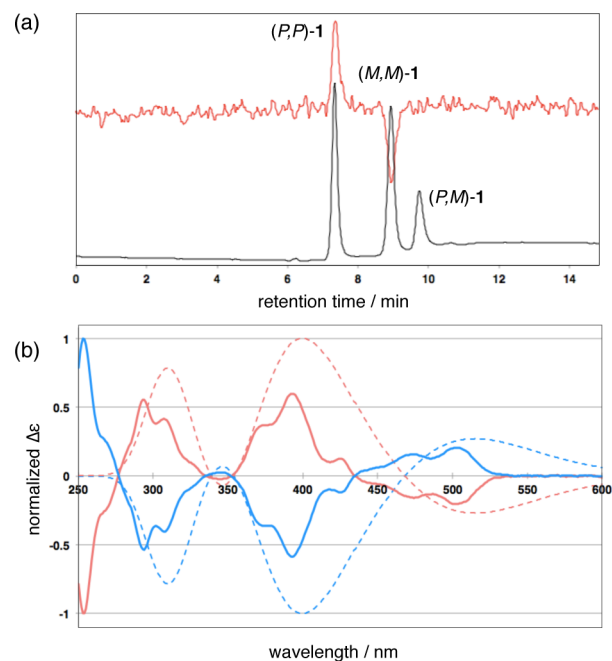 (a)
(P,P)-1
(M,M)-1
(P,M)-1
0 2 4 6 8 10 12 14
retention time / min
(b)
normalized Δε
1
0.5
0
-0.5
-1
250 300 350 400 450 500 550 600
wavelength / nm